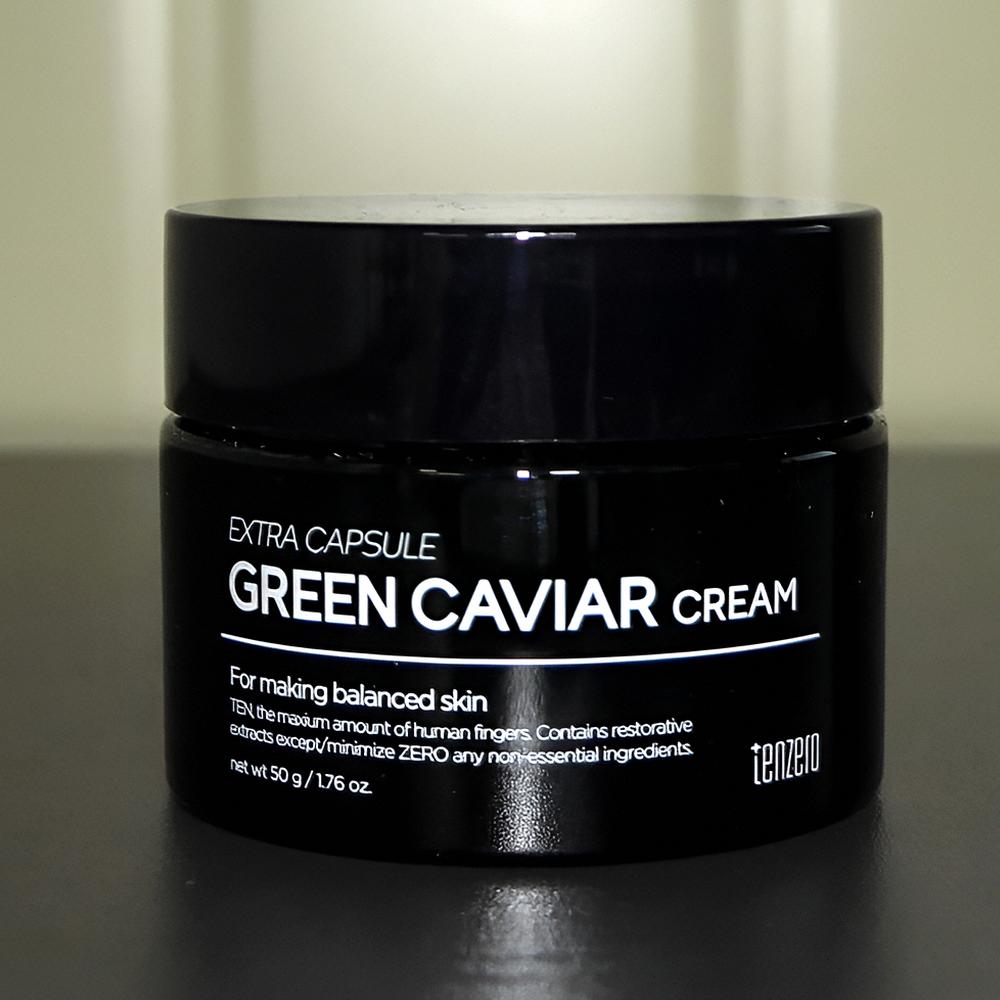 EXTRA CAPSULE
GREEN CAVIAR CREAM
For making balanced skin
TEN, the maxium amount of human fingers. Contains restorative
extracts except/minimize ZERO any non-essential ingredients.
net wt 50 g / 1.76 oz.
tenzero